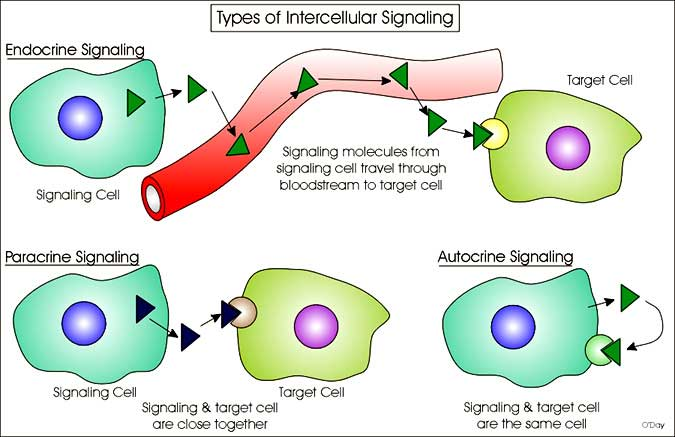 Types of Intercellular Signaling
Endocrine Signaling
Target Cell
Signaling molecules from
signaling cell travel through
bloodstream to target cell
Signaling Cell
Paracrine Signaling
Autocrine Signaling
Signaling Cell
Target Cell
Signaling & target cell
are close together
Signaling & target cell
are the same cell
O'Day